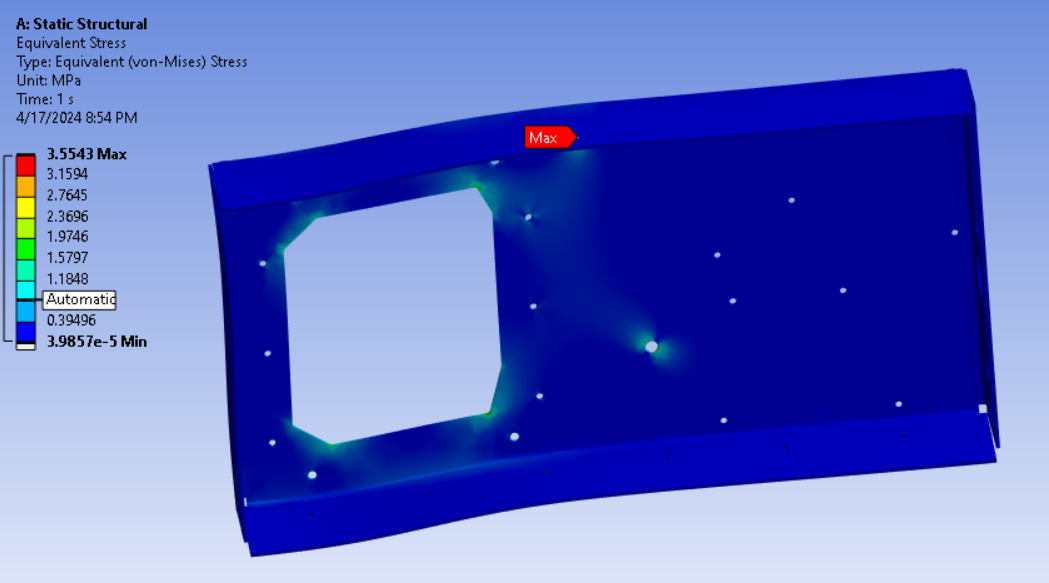 A: Static Structural
Equivalent Stress
Type: Equivalent (von-Mises) Stress
Unit: MPa
Time: 1 s
4/17/2024 8:54 PM
3.5543 Max
3.1594
2.7645
2.3696
1.9746
1.5797
1.1848
Automatic
0.39496
3.9857e-5 Min
Max